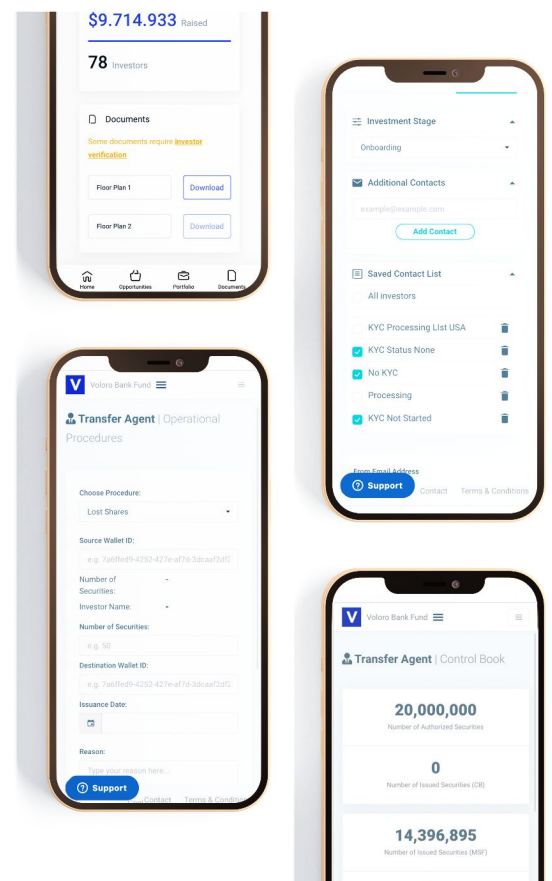 $9.714.933 Raised
78 Investors
Documents
Some documents require investor
verification
Floor Plan 1
Download
Floor Plan 2
Download
Home
Opportunities
Portfolio
Documents
Investment Stage
Onboarding
Additional Contacts
example@example.com
Add Contact
Saved Contact List
All investors
KYC Processing LIst USA
KYC Status None
No KYC
Processing
KYC Not Started
From Email Address
Support
Contact
Terms & Conditions
V Voloro Bank Fund
Transfer Agent | Operational
Procedures
Choose Procedure:
Lost Shares
Source Wallet ID:
e.g. 7a6ffed9-4252-427e-af7d-3dcaaf2df2
Number of
Securities:
-
Investor Name:
-
Number of Securities:
e.g. 50
Destination Wallet ID:
e.g. 7a6ffed9-4252-427e-af7d-3dcaaf2df2
Issuance Date:
Reason:
Type your reason here...
Support
Contact
Terms & Conditio
V Voloro Bank Fund
Transfer Agent | Control Book
20,000,000
Number of Authorized Securities
0
Number of Issued Securities (CB)
14,396,895
Number of Issued Securities (MSF)